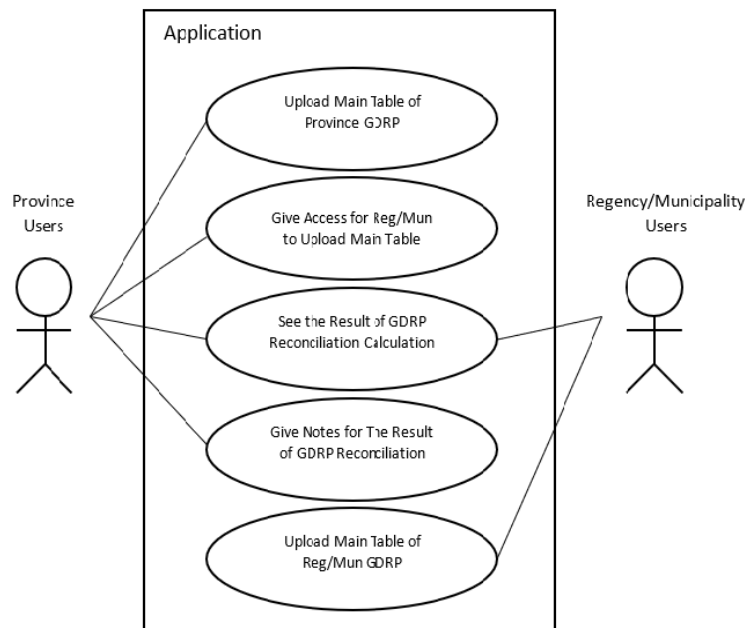 Application
Upload Main Table of
Province GDRP
Province
Users
Give Access for Reg/Mun
to Upload Main Table
Regency/Municipality
Users
See the Result of GDRP
Reconciliation Calculation
Give Notes for The Result
of GDRP Reconciliation
Upload Main Table of
Reg/Mun GDRP